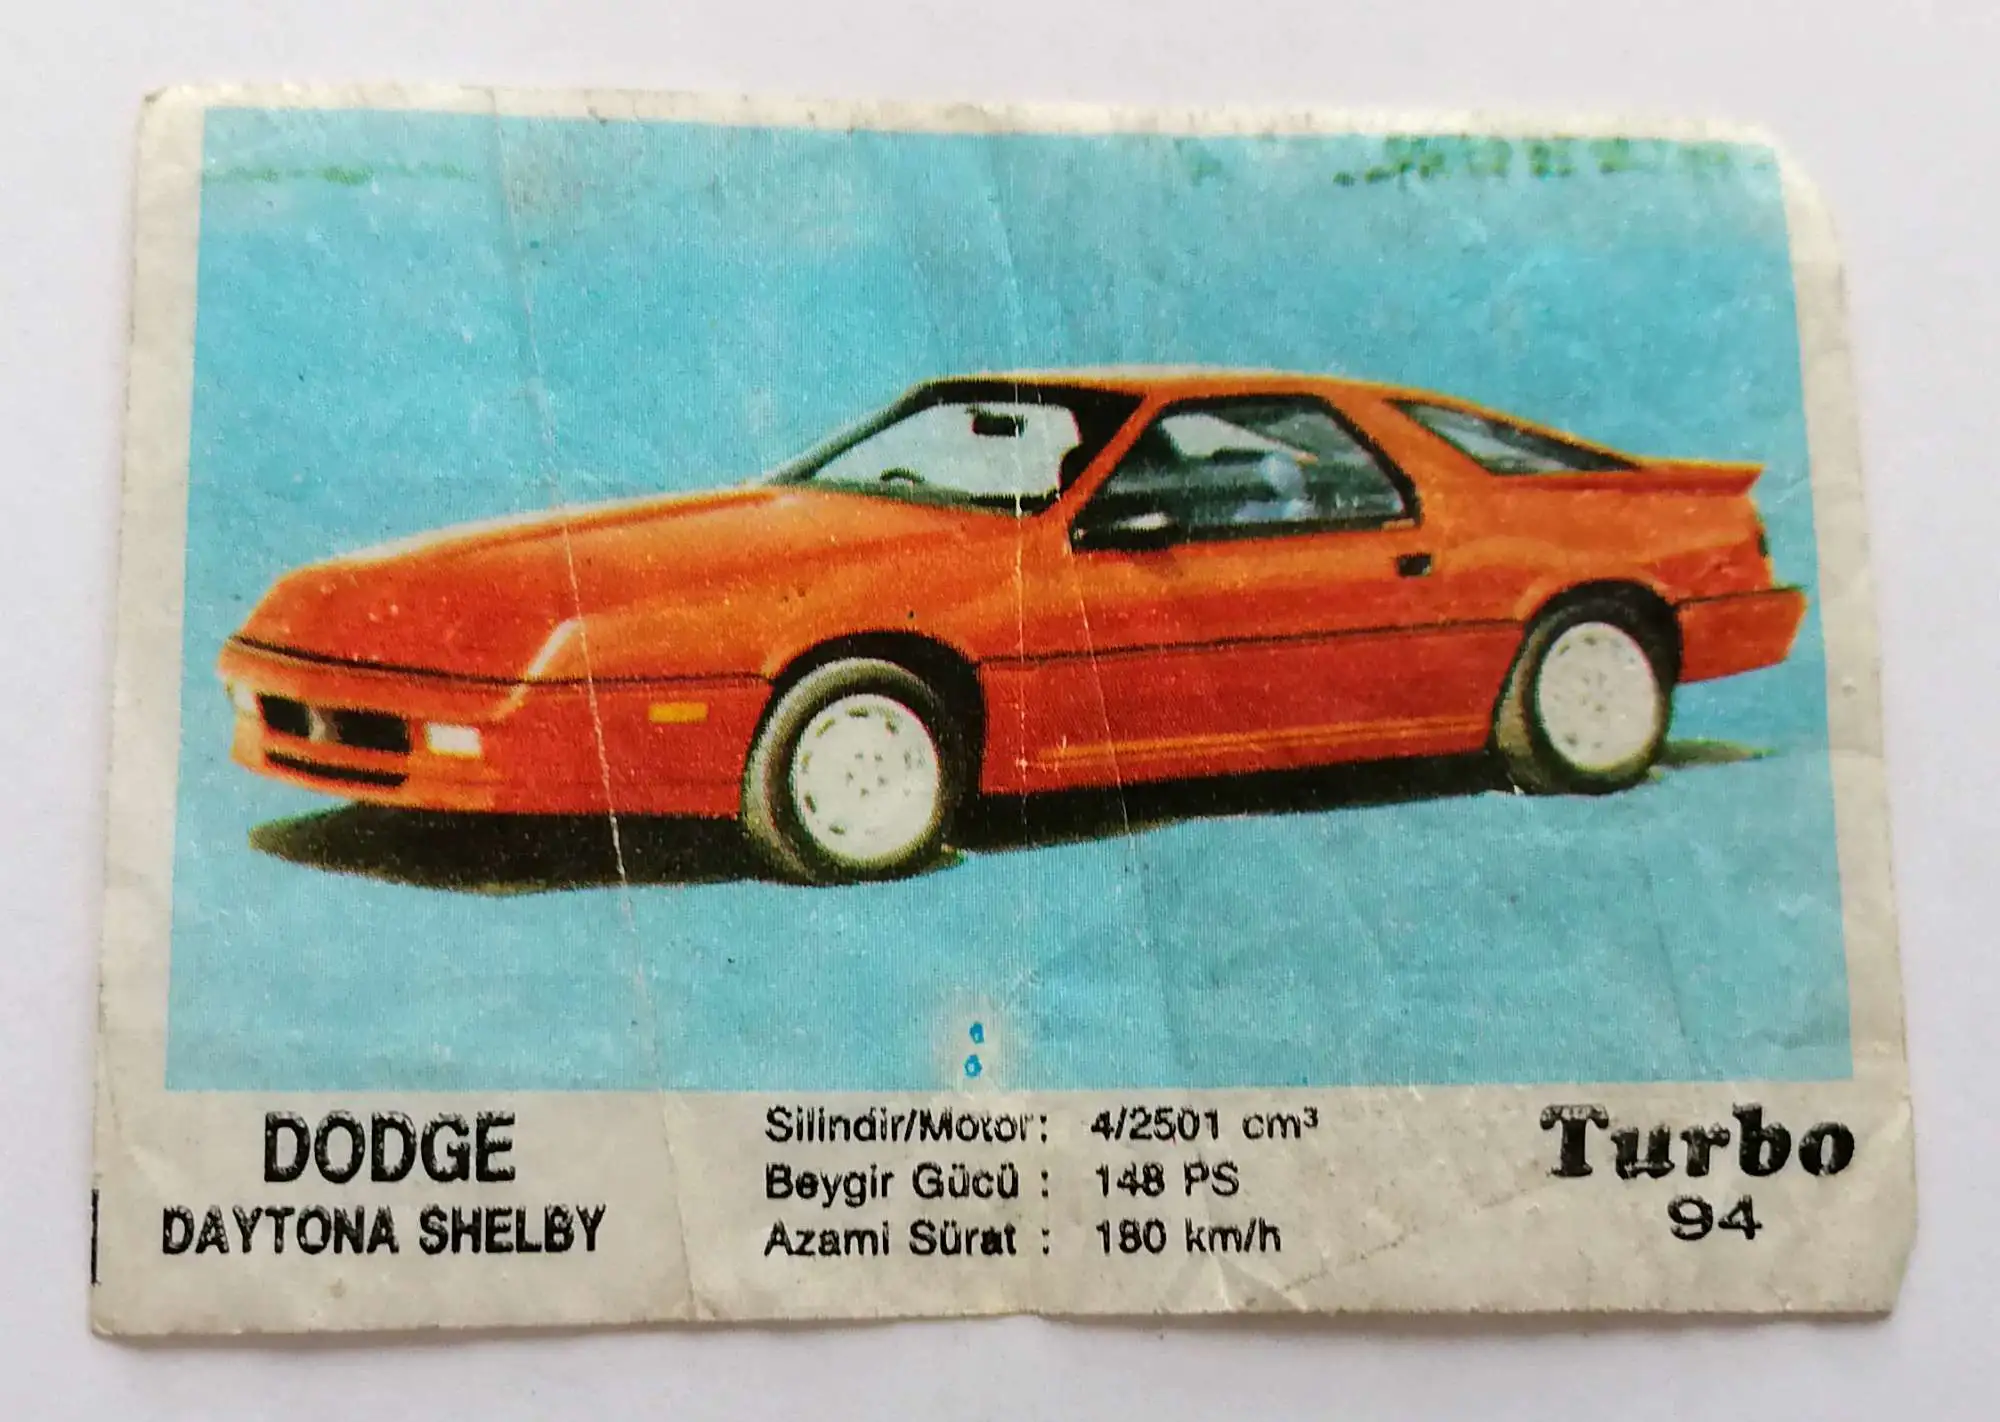 DODGE
DAYTONA SHELBY
Silindir/Motor: 4/2501 cm³
Beygir Gücü : 148 PS
Azami Sürat : 180 km/h
Turbo
94